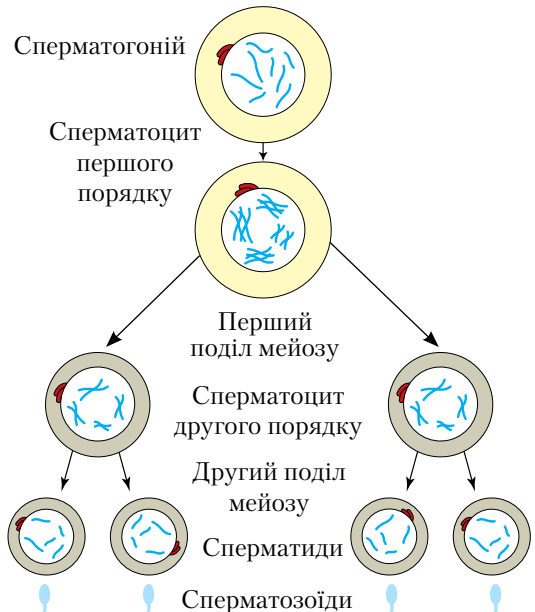 Сперматогоній
Сперматоцит
першого
порядку
Перший
поділ мейозу
Сперматоцит
другого порядку
Другий поділ
мейозу
Сперматиди
Сперматозоїди